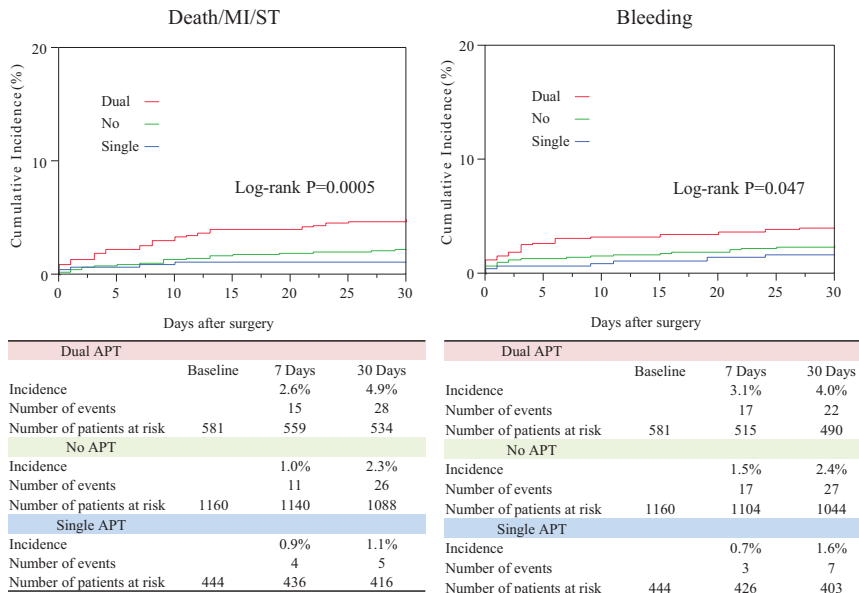 Death/MI/ST
20
10
0
Cumulative Incidence (%)
Dual
No
Single
Log-rank P=0.0005
0 5 10 15 20 25 30
Days after surgery
Dual APT
Baseline 7 Days 30 Days
Incidence 2.6% 4.9%
Number of events 15 28
Number of patients at risk 581 559 534
No APT
Incidence 1.0% 2.3%
Number of events 11 26
Number of patients at risk 1160 1140 1088
Single APT
Incidence 0.9% 1.1%
Number of events 4 5
Number of patients at risk 444 436 416
Bleeding
20
10
0
Cumulative Incidence (%)
Dual
No
Single
Log-rank P=0.047
0 5 10 15 20 25 30
Days after surgery
Dual APT
Baseline 7 Days 30 Days
Incidence 3.1% 4.0%
Number of events 17 22
Number of patients at risk 581 515 490
No APT
Incidence 1.5% 2.4%
Number of events 17 27
Number of patients at risk 1160 1104 1044
Single APT
Incidence 0.7% 1.6%
Number of events 3 7
Number of patients at risk 444 426 403